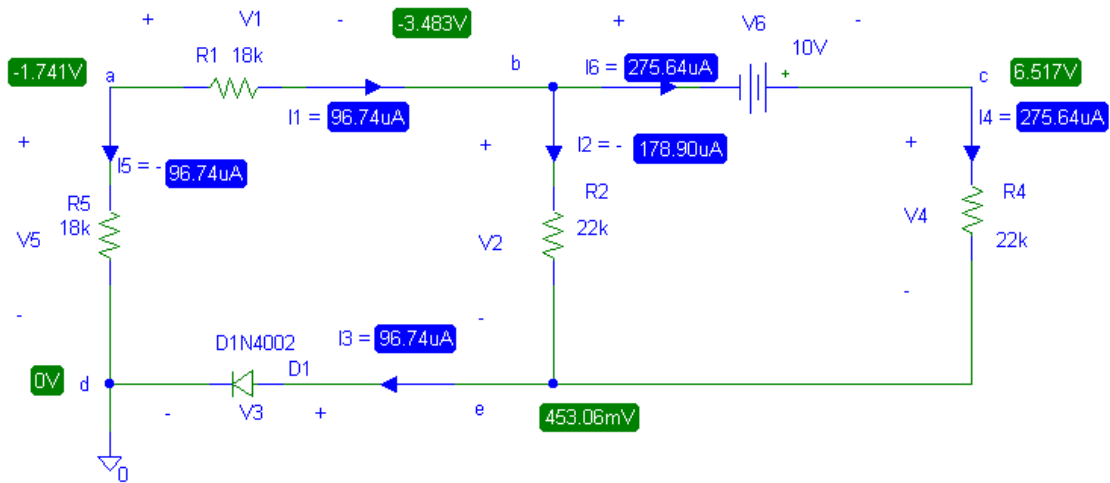 + V1 - -3.483V + V6 -
R1 18k b 10V
-1.741V a I6 = 275.64uA + c 6.517V
I1 = 96.74uA I4 = 275.64uA
+ + I2 = - 178.90uA +
I5 = - 96.74uA
R5 R2 R4
18k 22k V4
V5 V2 22k
- - -
D1N4002 I3 = 96.74uA
0V d D1
- V3 + e 453.06mV
0